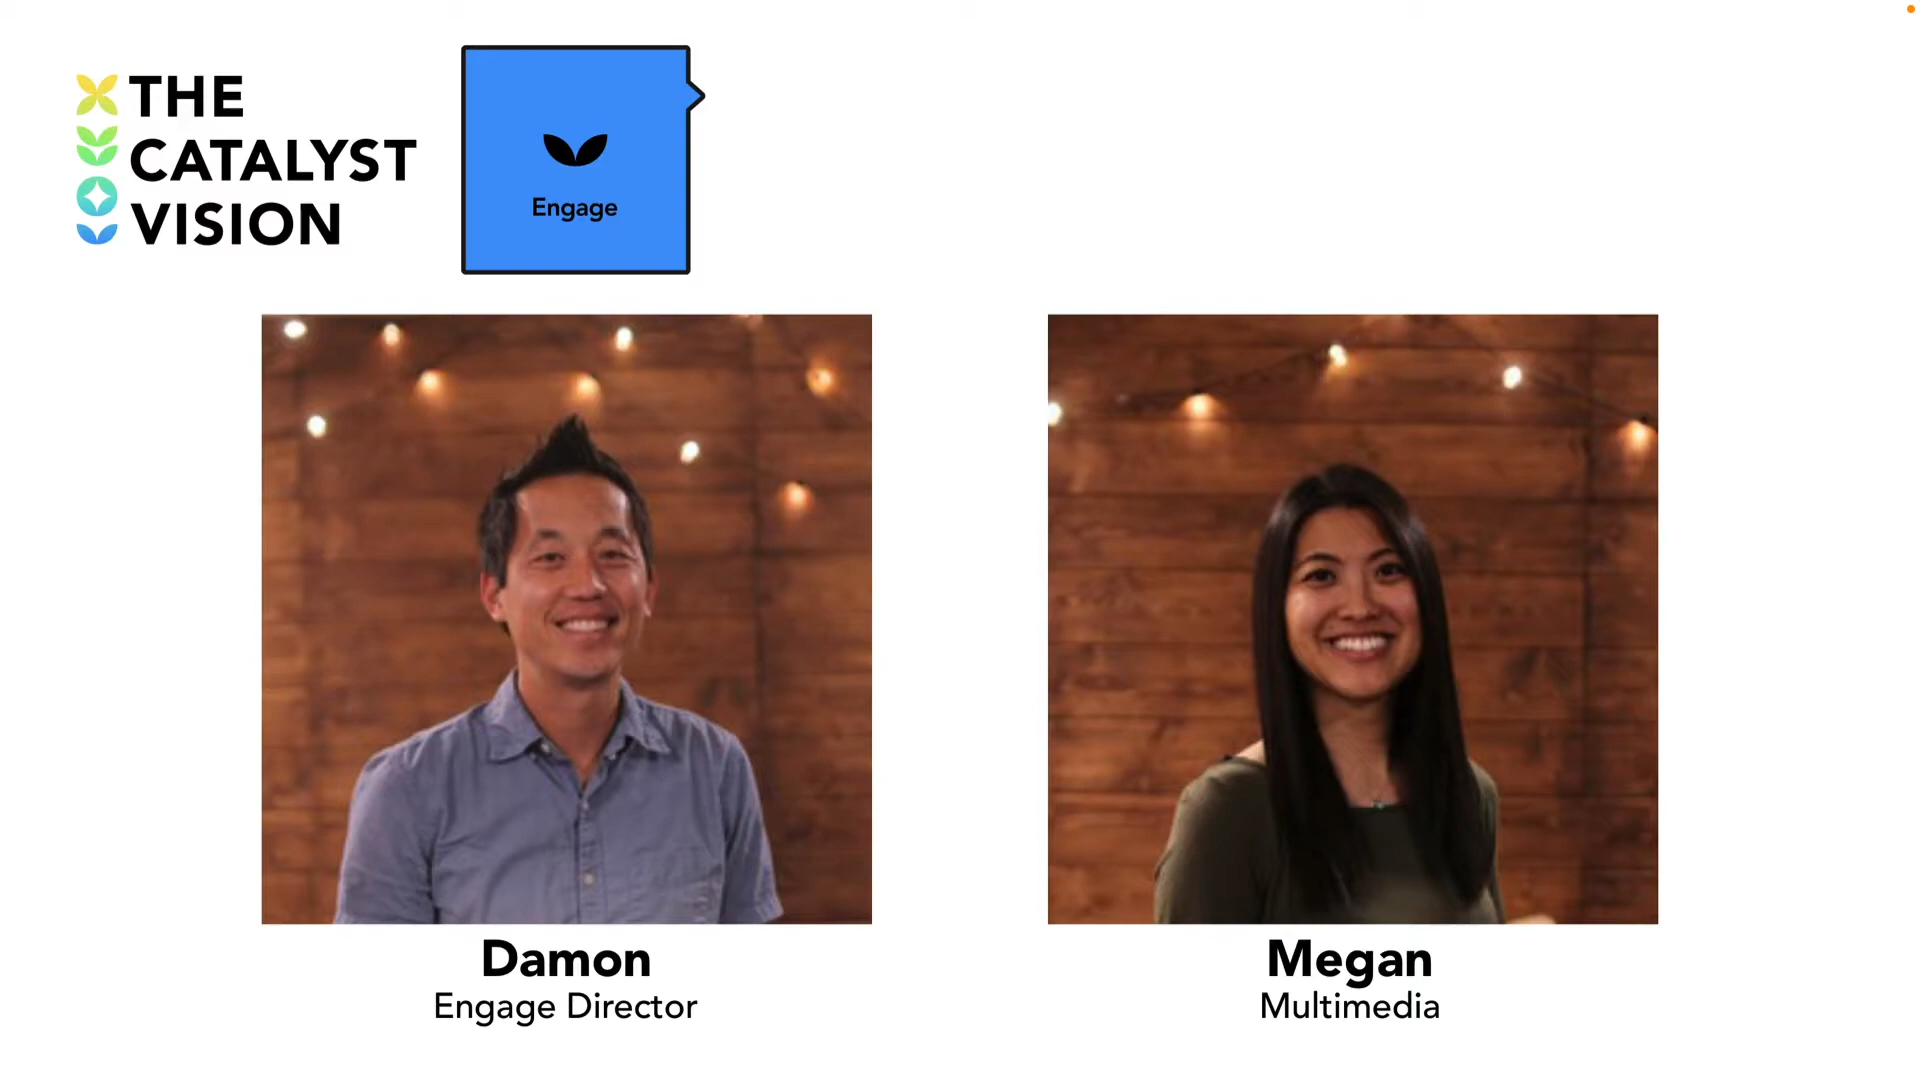 THE
CATALYST
VISION
Engage
Damon
Engage Director
Megan
Multimedia